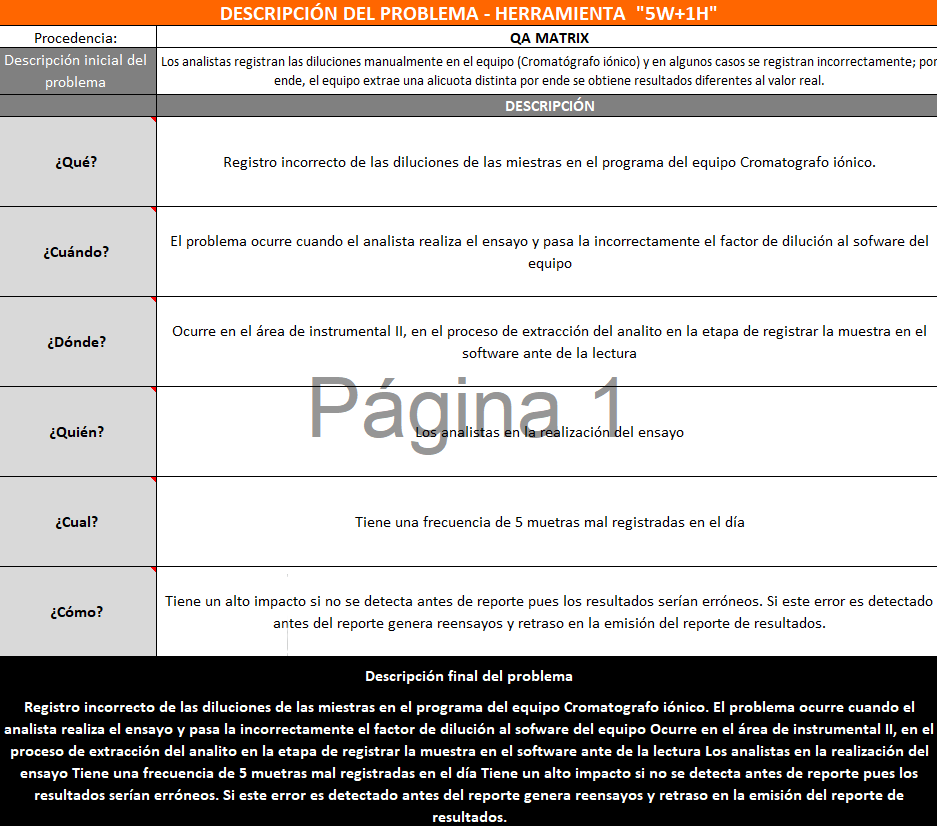 DESCRIPCIÓN DEL PROBLEMA - HERRAMIENTA "5W+1H"
Procedencia:
QA MATRIX
Descripción inicial del
problema
Los analistas registran las diluciones manualmente en el equipo (Cromatógrafo iónico) y en algunos casos se registran incorrectamente; por
ende, el equipo extrae una alicuota distinta por ende se obtiene resultados diferentes al valor real.
DESCRIPCIÓN
¿Qué?
Registro incorrecto de las diluciones de las miestras en el programa del equipo Cromatografo iónico.
¿Cuándo?
El problema ocurre cuando el analista realiza el ensayo y pasa la incorrectamente el factor de dilución al sofware del
equipo
¿Dónde?
Ocurre en el área de instrumental II, en el proceso de extracción del analito en la etapa de registrar la muestra en el
software ante de la lectura
Página 1
¿Quién?
Los analistas en la realización del ensayo
¿Cual?
Tiene una frecuencia de 5 muetras mal registradas en el día
¿Cómo?
Tiene un alto impacto si no se detecta antes de reporte pues los resultados serían erróneos. Si este error es detectado
antes del reporte genera reensayos y retraso en la emisión del reporte de resultados.
Descripción final del problema
Registro incorrecto de las diluciones de las miestras en el programa del equipo Cromatografo iónico. El problema ocurre cuando el
analista realiza el ensayo y pasa la incorrectamente el factor de dilución al sofware del equipo Ocurre en el área de instrumental II, en el
proceso de extracción del analito en la etapa de registrar la muestra en el software ante de la lectura Los analistas en la realización del
ensayo Tiene una frecuencia de 5 muetras mal registradas en el día Tiene un alto impacto si no se detecta antes de reporte pues los
resultados serían erróneos. Si este error es detectado antes del reporte genera reensayos y retraso en la emisión del reporte de
resultados.